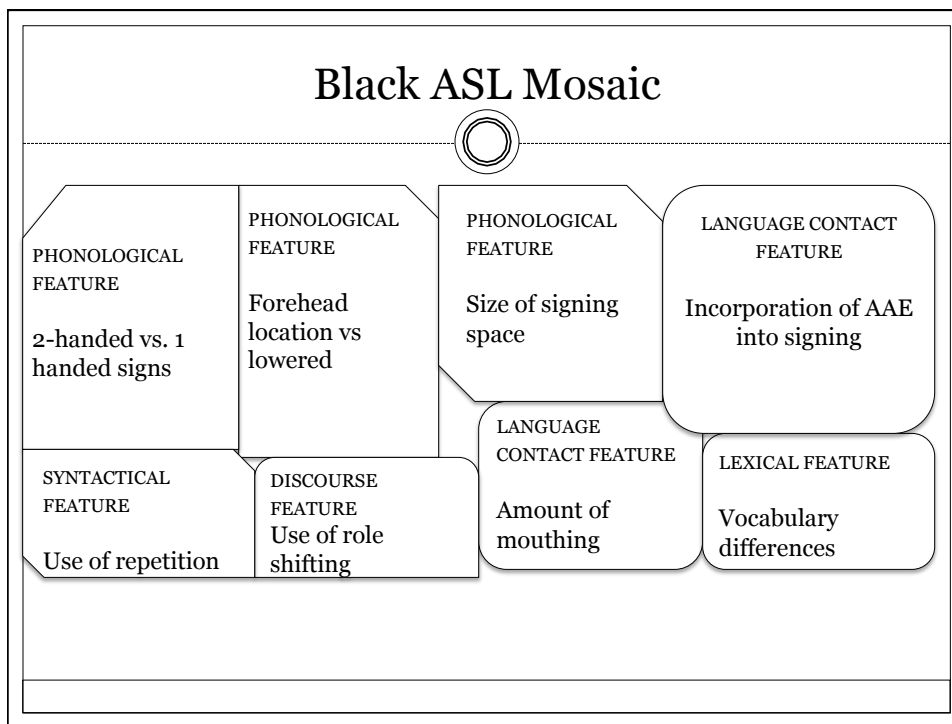 Black ASL Mosaic
PHONOLOGICAL
FEATURE
2-handed vs. 1
handed signs
PHONOLOGICAL
FEATURE
Forehead
location vs
lowered
PHONOLOGICAL
FEATURE
Size of signing
space
LANGUAGE CONTACT
FEATURE
Incorporation of AAE
into signing
SYNTACTICAL
FEATURE
Use of repetition
DISCOURSE
FEATURE
Use of role
shifting
LANGUAGE
CONTACT FEATURE
Amount of
mouthing
LEXICAL FEATURE
Vocabulary
differences